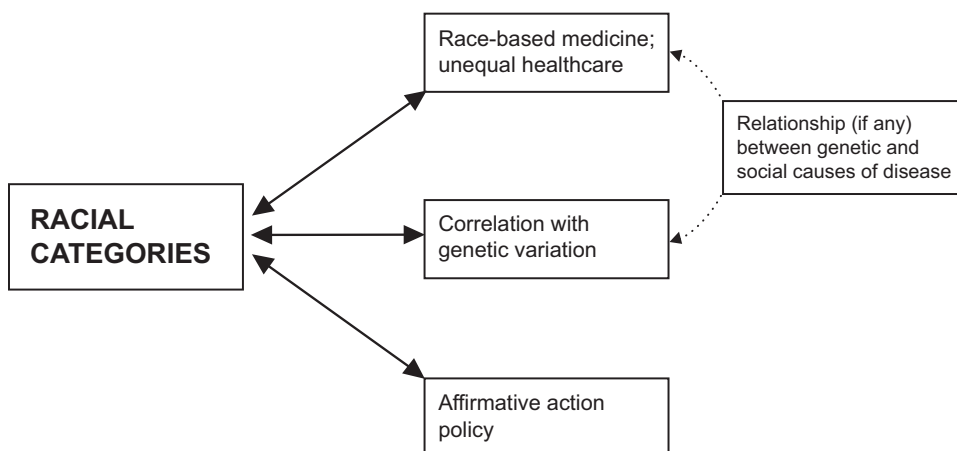 Race-based medicine;
unequal healthcare
Relationship (if any)
between genetic and
social causes of disease
RACIAL
CATEGORIES
Correlation with
genetic variation
Affirmative action
policy